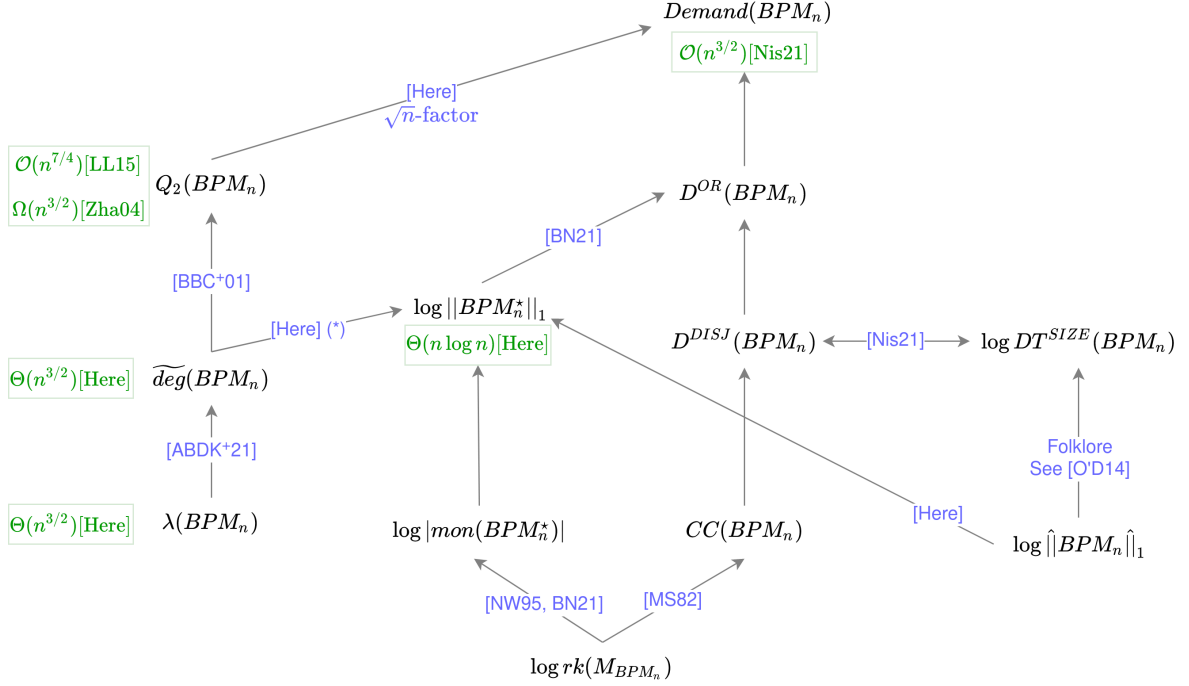 Demand(BPM_n)
𝒪(n^{3/2})[Nis21]
[Here]
√n-factor
𝒪(n^{7/4})[LL15]
Ω(n^{3/2})[Zha04]
Q_2(BPM_n)
D^{OR}(BPM_n)
[BN21]
[BBC⁺01]
log ||BPM_n^⋆||_1
[Here] (*)
Θ(n log n)[Here]
D^{DISJ}(BPM_n)
[Nis21]
log DT^{SIZE}(BPM_n)
Θ(n^{3/2})[Here]
\widetilde{deg}(BPM_n)
[ABDK⁺21]
Folklore
See [O'D14]
Θ(n^{3/2})[Here]
λ(BPM_n)
log |mon(BPM_n^⋆)|
CC(BPM_n)
[Here]
log \hat{||}BPM_n\hat{||}_1
[NW95, BN21]
[MS82]
log rk(M_{BPM_n})